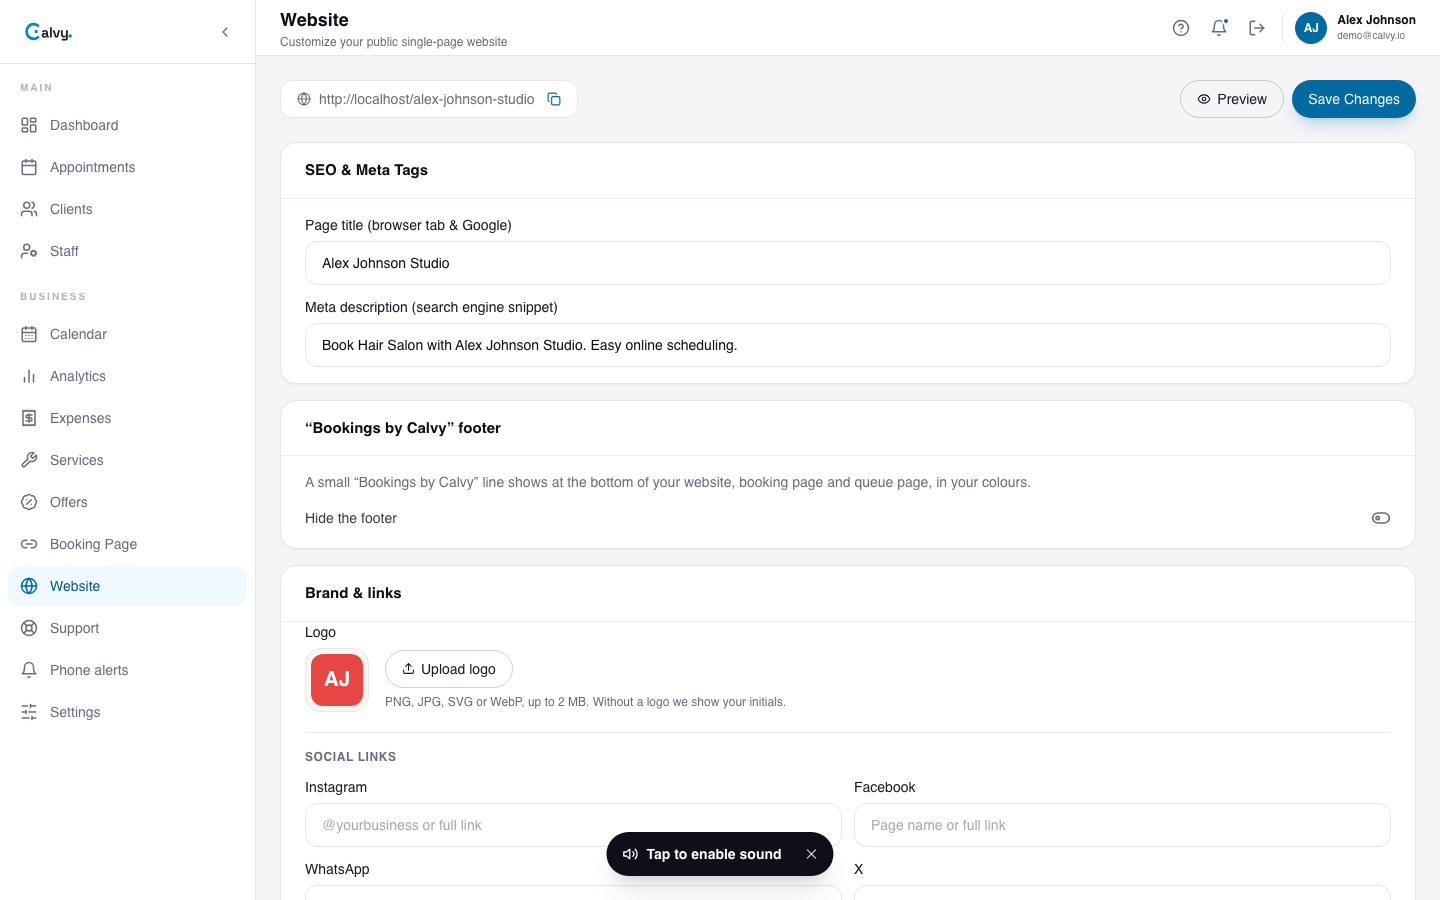 Calvy.
Website
Customize your public single-page website
AJ
Alex Johnson
demo@calvy.io
MAIN
Dashboard
Appointments
Clients
Staff
BUSINESS
Calendar
Analytics
Expenses
Services
Offers
Booking Page
Website
Support
Phone alerts
Settings
http://localhost/alex-johnson-studio
Preview
Save Changes
SEO & Meta Tags
Page title (browser tab & Google)
Alex Johnson Studio
Meta description (search engine snippet)
Book Hair Salon with Alex Johnson Studio. Easy online scheduling.
“Bookings by Calvy” footer
A small “Bookings by Calvy” line shows at the bottom of your website, booking page and queue page, in your colours.
Hide the footer
Brand & links
Logo
AJ
Upload logo
PNG, JPG, SVG or WebP, up to 2 MB. Without a logo we show your initials.
SOCIAL LINKS
Instagram
Facebook
@yourbusiness or full link
Page name or full link
Tap to enable sound
WhatsApp
X